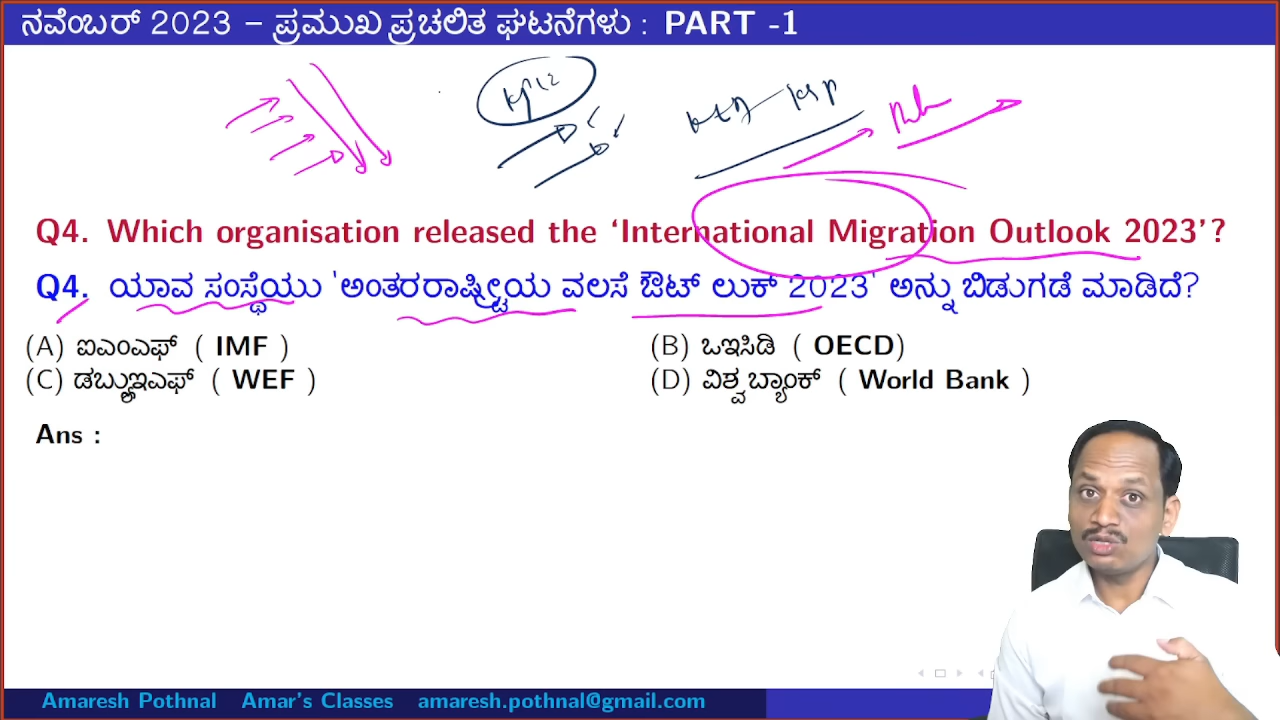 ನವೆಂಬರ್ 2023 – ಪ್ರಮುಖ ಪ್ರಚಲಿತ ಘಟನೆಗಳು : PART -1
Q4. Which organisation released the ‘International Migration Outlook 2023’?
Q4. ಯಾವ ಸಂಸ್ಥೆಯು 'ಅಂತರರಾಷ್ಟ್ರೀಯ ವಲಸೆ ಔಟ್ ಲುಕ್ 2023' ಅನ್ನು ಬಿಡುಗಡೆ ಮಾಡಿದೆ?
(A) ಐಎಂಎಫ್ ( IMF ) (B) ಒಇಸಿಡಿ ( OECD)
(C) ಡಬ್ಲ್ಯುಇಎಫ್ ( WEF ) (D) ವಿಶ್ವ ಬ್ಯಾಂಕ್ ( World Bank )
Ans :
Amaresh Pothnal Amar's Classes amaresh.pothnal@gmail.com